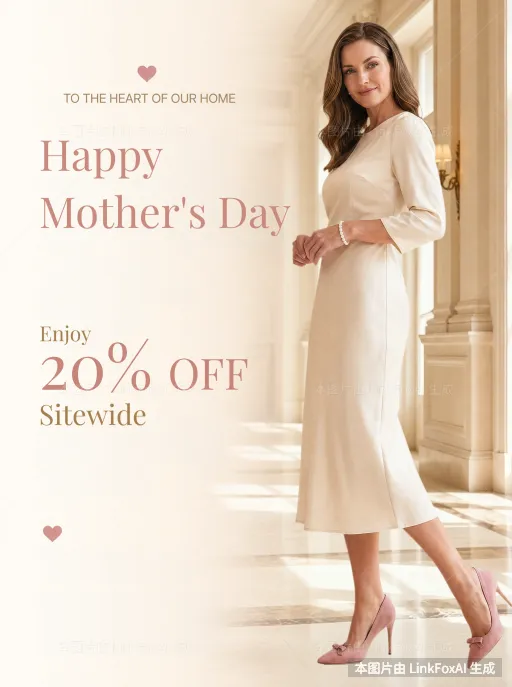 TO THE HEART OF OUR HOME
Happy
Mother's Day
Enjoy
20% OFF
Sitewide
本图片由 LinkFoxAI 生成